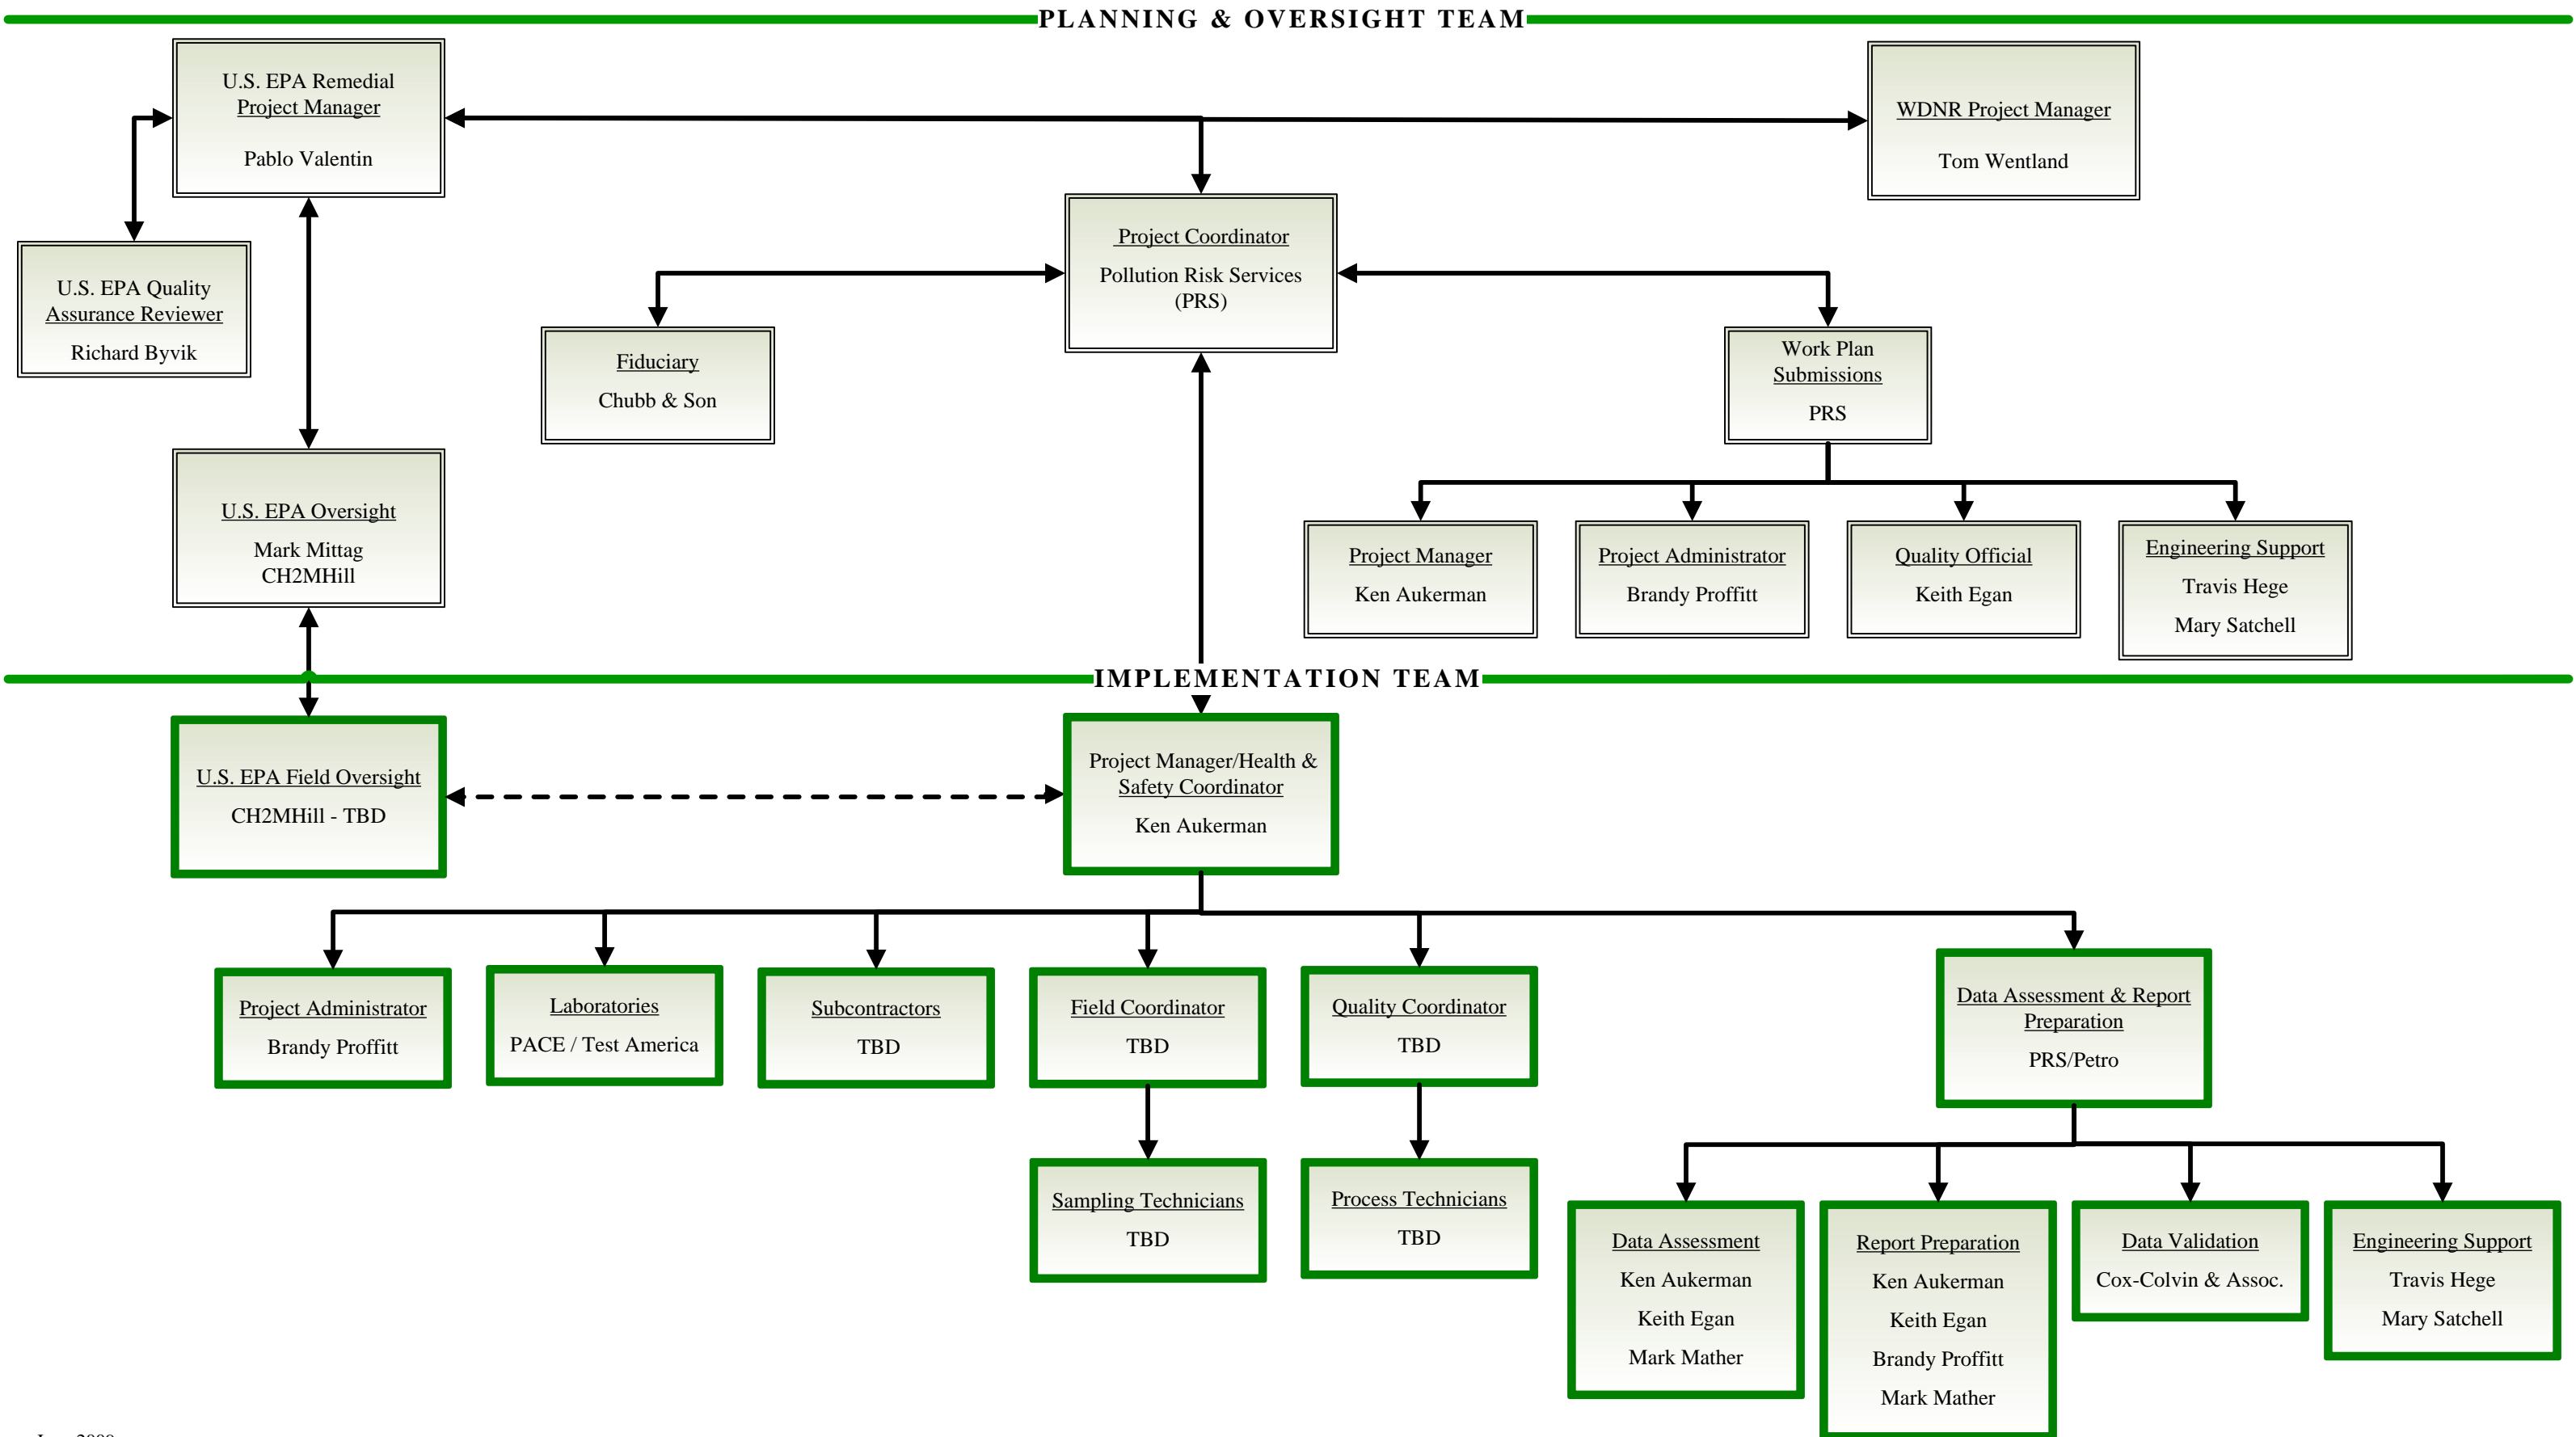 PLANNING & OVERSIGHT TEAM
U.S. EPA Remedial
Project Manager
Pablo Valentin
WDNR Project Manager
Tom Wentland
Project Coordinator
Pollution Risk Services
(PRS)
U.S. EPA Quality
Assurance Reviewer
Richard Byvik
Fiduciary
Chubb & Son
Work Plan
Submissions
PRS
U.S. EPA Oversight
Mark Mittag
CH2MHill
Project Manager
Ken Aukerman
Project Administrator
Brandy Proffitt
Quality Official
Keith Egan
Engineering Support
Travis Hege
Mary Satchell
IMPLEMENTATION TEAM
U.S. EPA Field Oversight
CH2MHill - TBD
Project Manager/Health &
Safety Coordinator
Ken Aukerman
Project Administrator
Brandy Proffitt
Laboratories
PACE / Test America
Subcontractors
TBD
Field Coordinator
TBD
Quality Coordinator
TBD
Data Assessment & Report
Preparation
PRS/Petro
Sampling Technicians
TBD
Process Technicians
TBD
Data Assessment
Ken Aukerman
Keith Egan
Mark Mather
Report Preparation
Ken Aukerman
Keith Egan
Brandy Proffitt
Mark Mather
Data Validation
Cox-Colvin & Assoc.
Engineering Support
Travis Hege
Mary Satchell